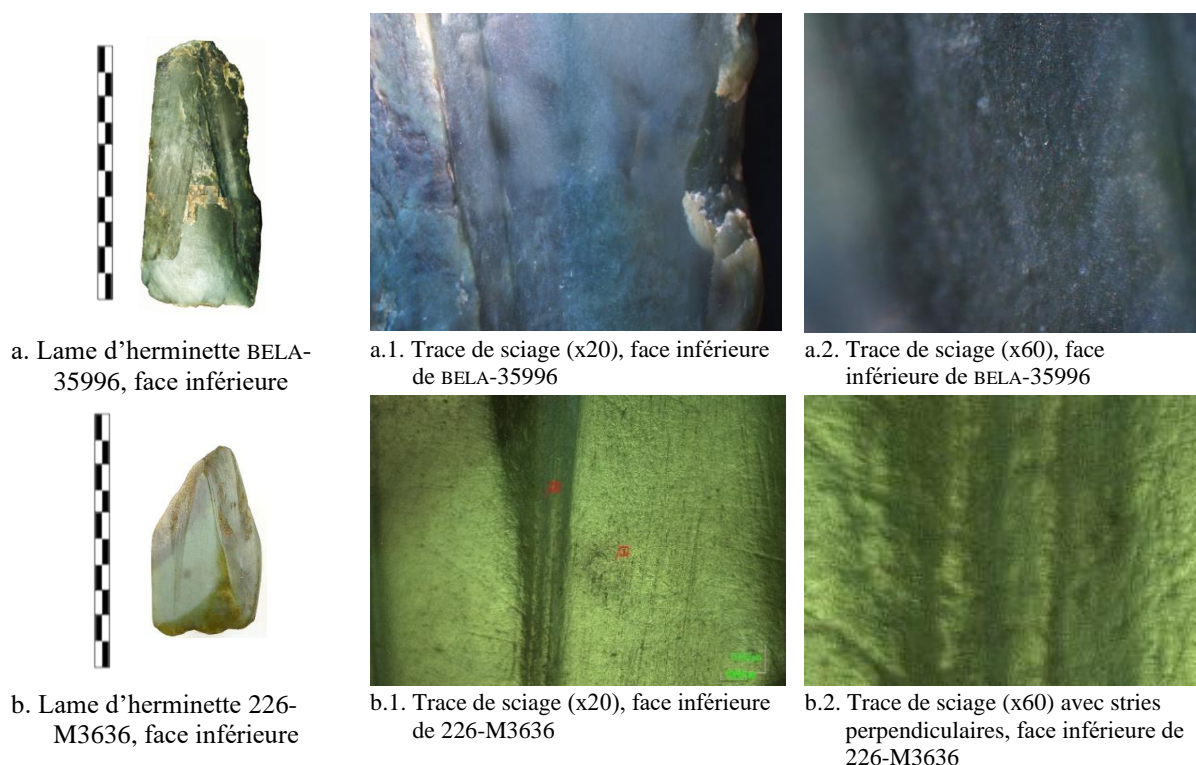 a. Lame d’herminette BELA-
35996, face inférieure
a.1. Trace de sciage (x20), face inférieure
de BELA-35996
a.2. Trace de sciage (x60), face
inférieure de BELA-35996
b. Lame d’herminette 226-
M3636, face inférieure
b.1. Trace de sciage (x20), face inférieure
de 226-M3636
b.2. Trace de sciage (x60) avec stries
perpendiculaires, face inférieure de
226-M3636